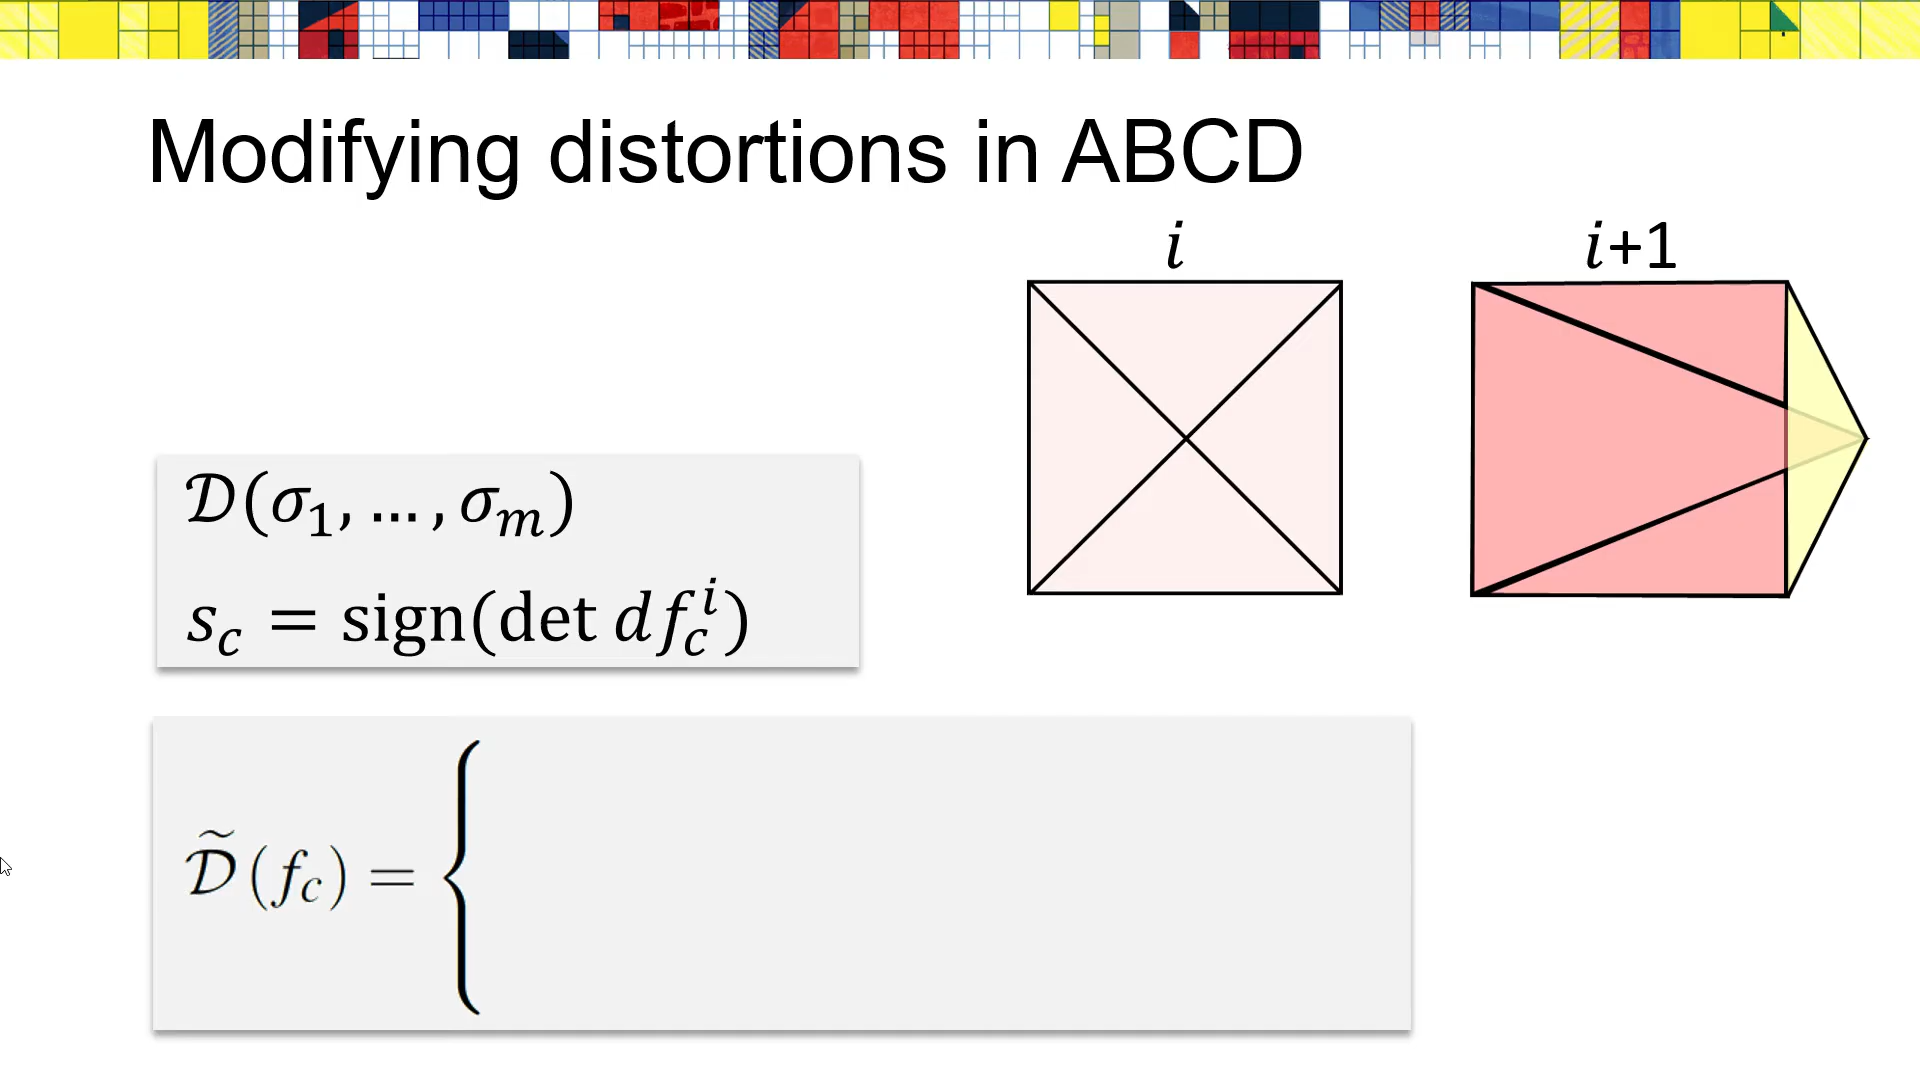 Modifying distortions in ABCD
i
i+1
𝒟(σ₁, … , σₘ)
s_c = sign(det df_c^i)
𝒟̃(f_c) = {